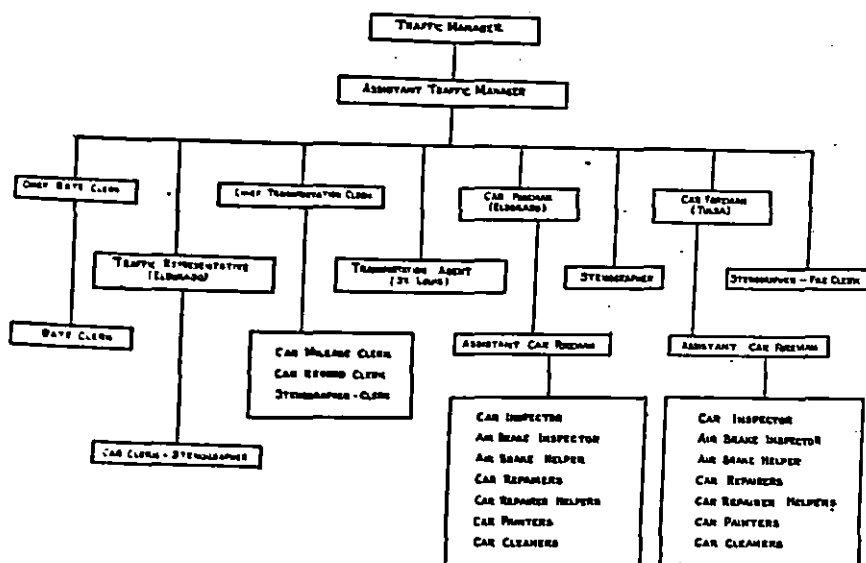 TRAFFIC MANAGER
ASSISTANT TRAFFIC MANAGER
CHIEF RATE CLERK
CHIEF TRANSPORTATION CLERK
CAR FOREMAN
(ELDORADO)
CAR FOREMAN
(TULSA)
TRAFFIC REPRESENTATIVE
(ELDORADO)
TRANSPORTATION AGENT
(ST LOUIS)
STENOGRAPHER
STENOGRAPHER - FILE CLERK
RATE CLERK
CAR MILEAGE CLERK
CAR RECORD CLERK
STENOGRAPHER - CLERK
ASSISTANT CAR FOREMAN
ASSISTANT CAR FOREMAN
CAR CLERK - STENOGRAPHER
CAR INSPECTOR
AIR BRAKE INSPECTOR
AIR BRAKE HELPER
CAR REPAIRERS
CAR REPAIRER HELPERS
CAR PAINTERS
CAR CLEANERS
CAR INSPECTOR
AIR BRAKE INSPECTOR
AIR BRAKE HELPER
CAR REPAIRERS
CAR REPAIRER HELPERS
CAR PAINTERS
CAR CLEANERS